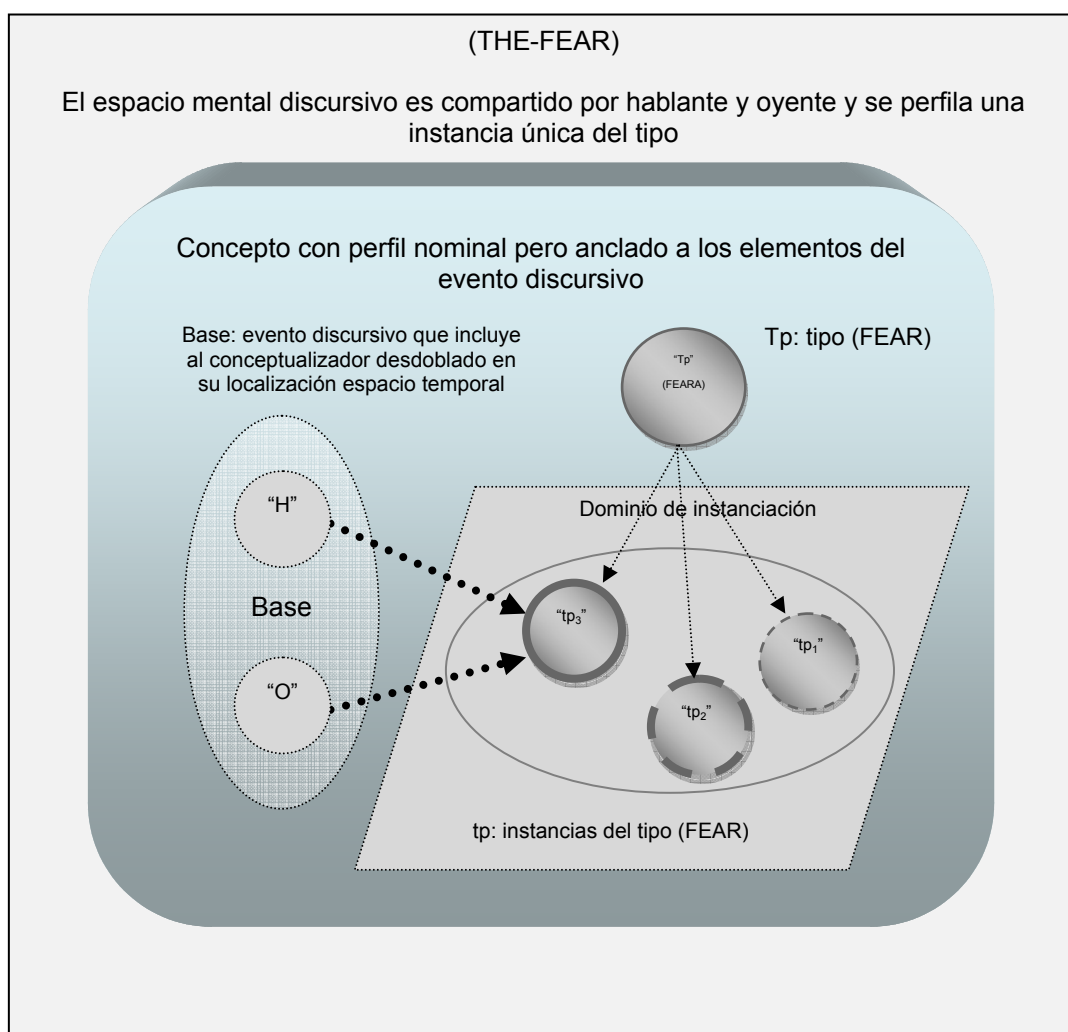 (THE-FEAR)
El espacio mental discursivo es compartido por hablante y oyente y se perfila una
instancia única del tipo
Concepto con perfil nominal pero anclado a los elementos del
evento discursivo
Base: evento discursivo que incluye
al conceptualizador desdoblado en
su localización espacio temporal
Tp: tipo (FEAR)
“Tp”
(FEARA)
“H”
Base
“O”
Dominio de instanciación
“tp₃”
“tp₁”
“tp₂”
tp: instancias del tipo (FEAR)